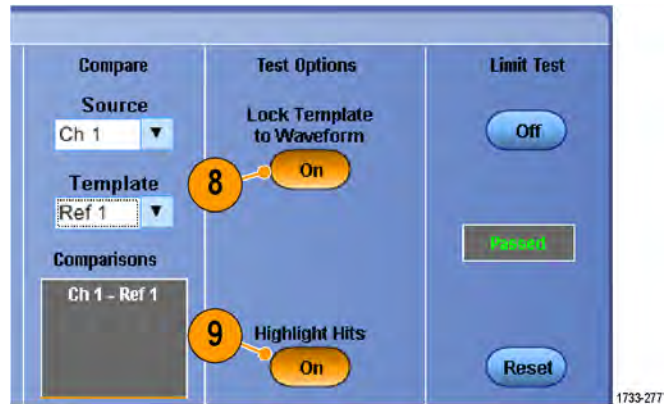 Compare
Source
Ch 1
Template
Ref 1
Comparisons
Ch 1 - Ref 1
Test Options
Lock Template
to Waveform
8
On
9
Highlight Hits
On
Limit Test
Off
Passed
Reset
1733-277